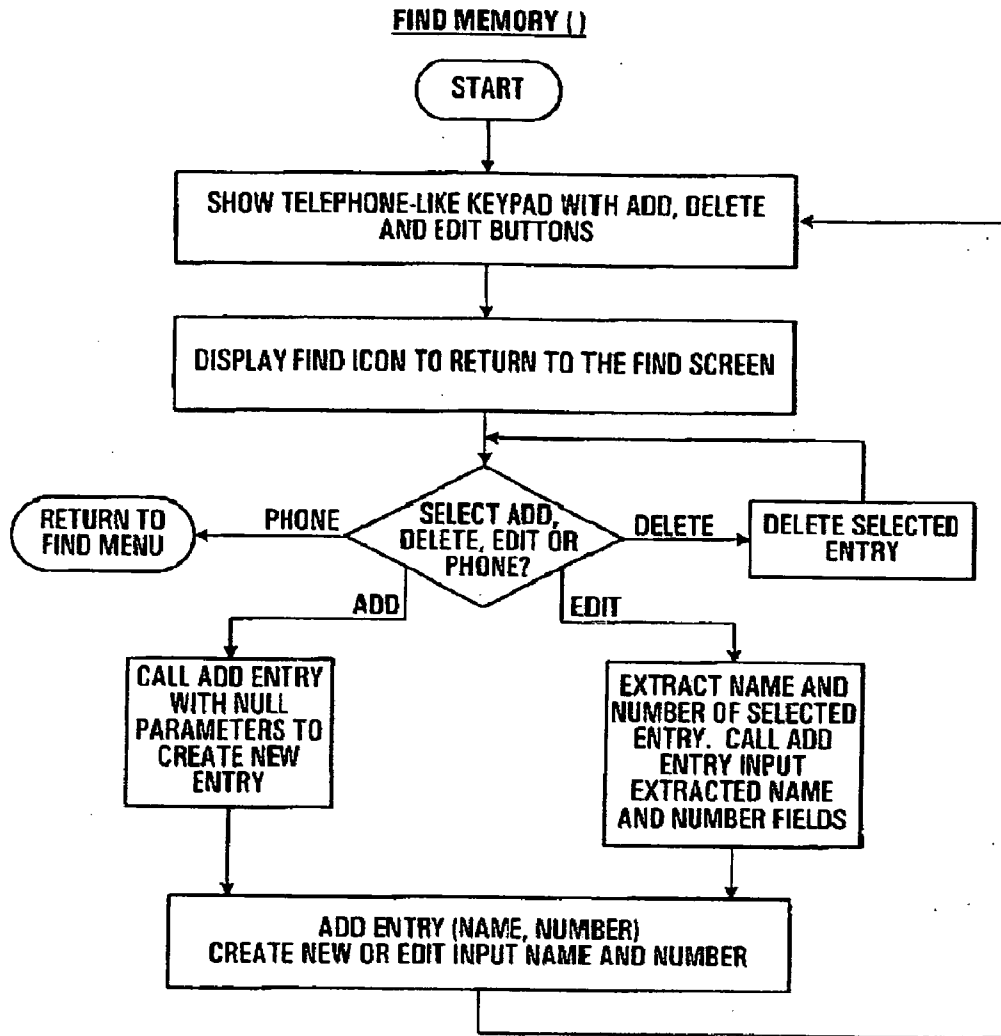 FIND MEMORY ()
START
SHOW TELEPHONE-LIKE KEYPAD WITH ADD, DELETE
AND EDIT BUTTONS
DISPLAY FIND ICON TO RETURN TO THE FIND SCREEN
RETURN TO
FIND MENU
PHONE
SELECT ADD,
DELETE, EDIT OR
PHONE?
DELETE
DELETE SELECTED
ENTRY
ADD
EDIT
CALL ADD ENTRY
WITH NULL
PARAMETERS TO
CREATE NEW
ENTRY
EXTRACT NAME AND
NUMBER OF SELECTED
ENTRY. CALL ADD
ENTRY INPUT
EXTRACTED NAME
AND NUMBER FIELDS
ADD ENTRY (NAME, NUMBER)
CREATE NEW OR EDIT INPUT NAME AND NUMBER